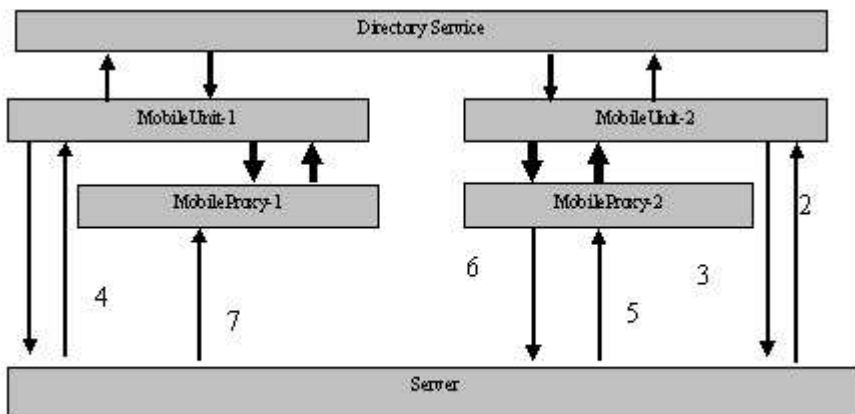 Directory Service
MobileUnit-1
MobileUnit-2
MobileProxy-1
MobileProxy-2
2
6
3
4
7
5
Server